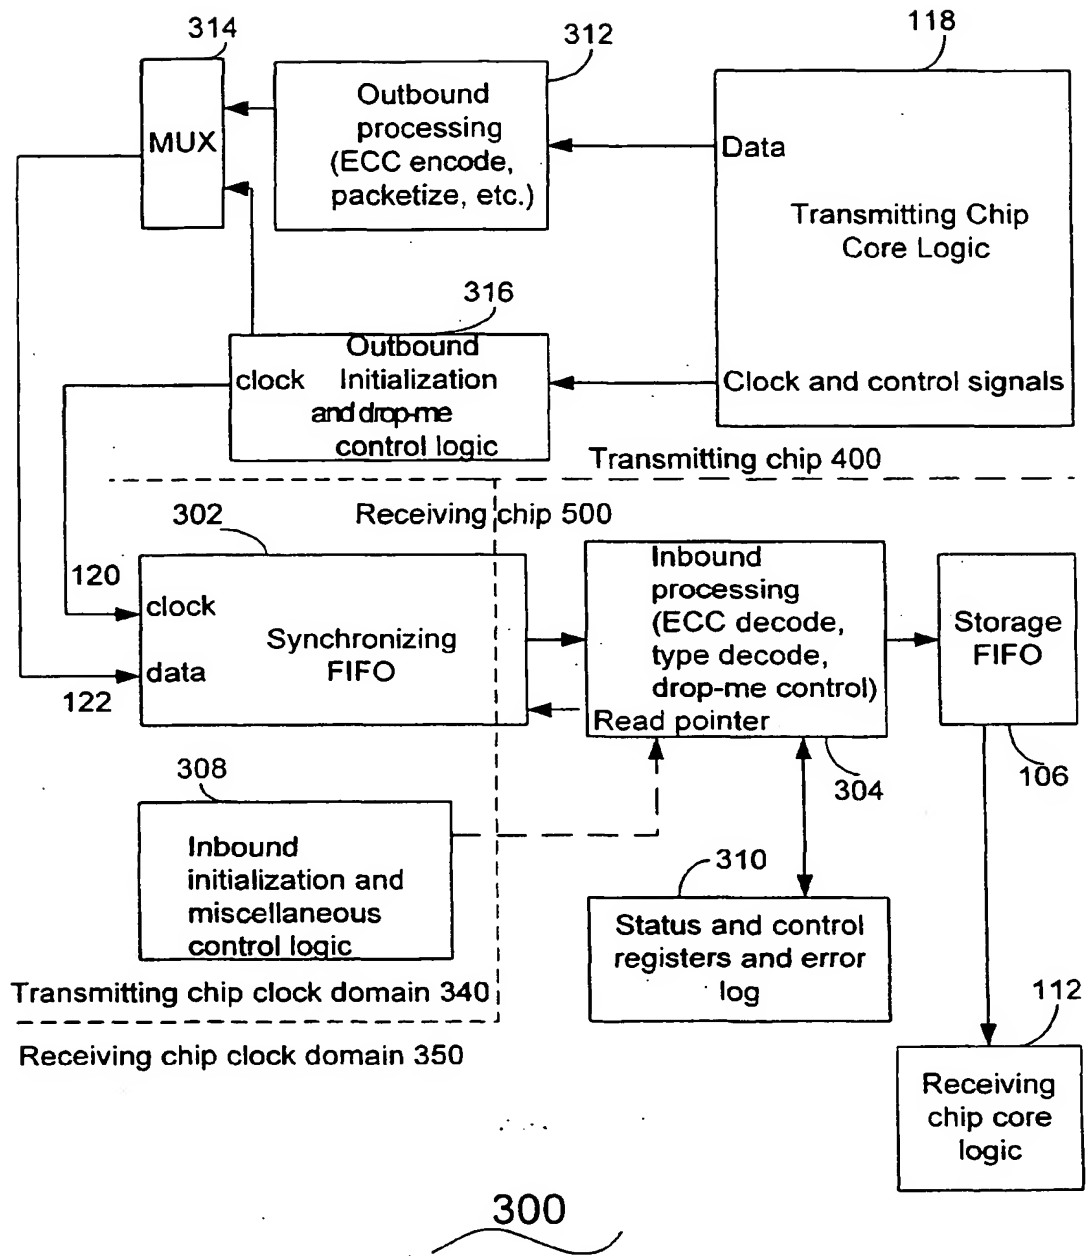 314
312
118
MUX
Outbound
processing
(ECC encode,
packetize, etc.)
Data
Transmitting Chip
Core Logic
316
clock
Outbound
Initialization
and drop-me
control logic
Clock and control signals
Transmitting chip 400
Receiving chip 500
302
120
clock
Synchronizing
FIFO
data
122
Inbound
processing
(ECC decode,
type decode,
drop-me control)
Read pointer
Storage
FIFO
308
304
106
Inbound
initialization and
miscellaneous
control logic
310
Status and control
registers and error
log
Transmitting chip clock domain 340
Receiving chip clock domain 350
112
Receiving
chip core
logic
300